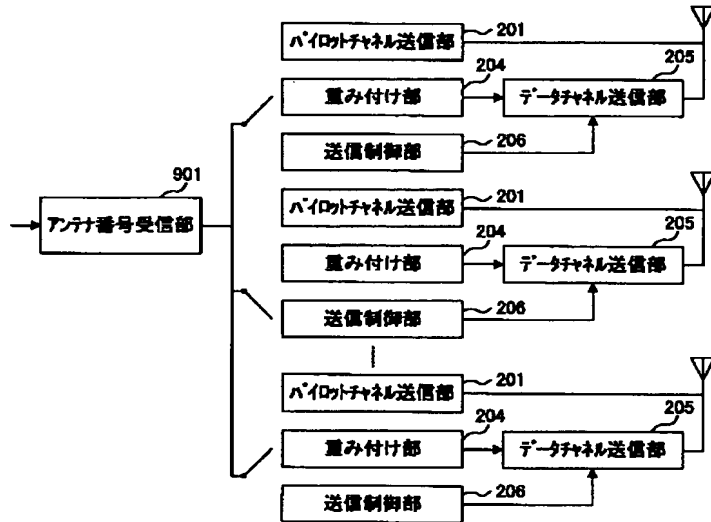 パイロットチャネル送信部
201
204
205
重み付け部
データチャネル送信部
送信制御部
206
901
アンテナ番号受信部
パイロットチャネル送信部
201
204
205
重み付け部
データチャネル送信部
送信制御部
206
パイロットチャネル送信部
201
204
205
重み付け部
データチャネル送信部
送信制御部
206